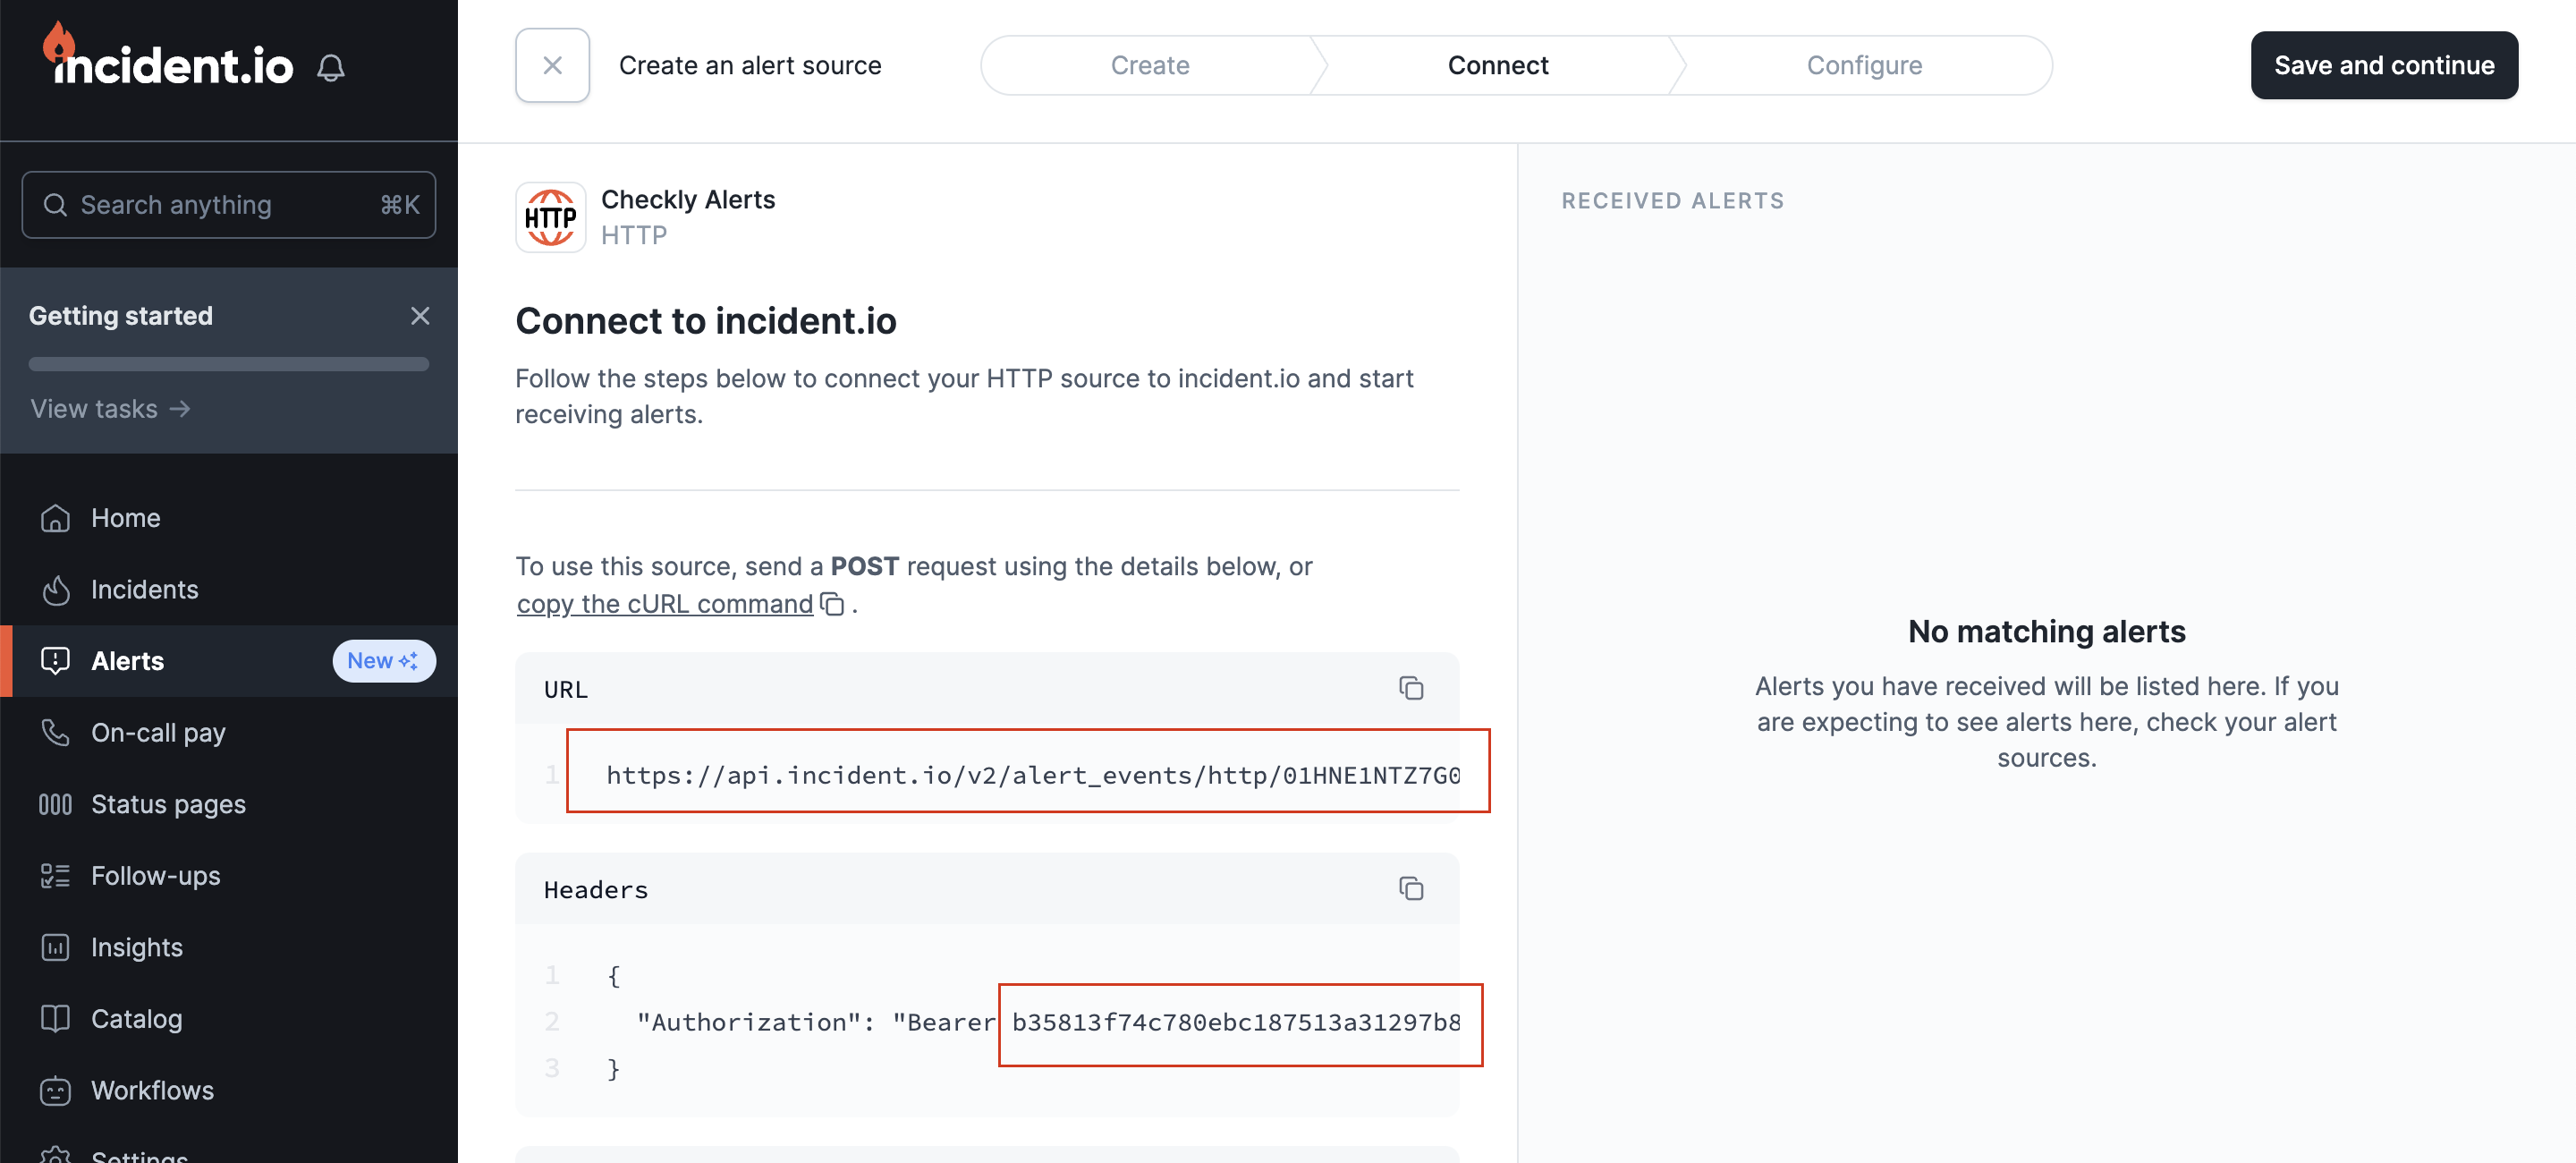 incident.io
Search anything ⌘K
Getting started
View tasks →
Home
Incidents
Alerts New
On-call pay
Status pages
Follow-ups
Insights
Catalog
Workflows
Settings
Create an alert source
Create
Connect
Configure
Save and continue
HTTP
Checkly Alerts
HTTP
Connect to incident.io
Follow the steps below to connect your HTTP source to incident.io and start
receiving alerts.
To use this source, send a POST request using the details below, or
copy the cURL command .
URL
1 https://api.incident.io/v2/alert_events/http/01HNE1NTZ7G0
Headers
1 {
2 "Authorization": "Bearer b35813f74c780ebc187513a31297b8
3 }
RECEIVED ALERTS
No matching alerts
Alerts you have received will be listed here. If you
are expecting to see alerts here, check your alert
sources.